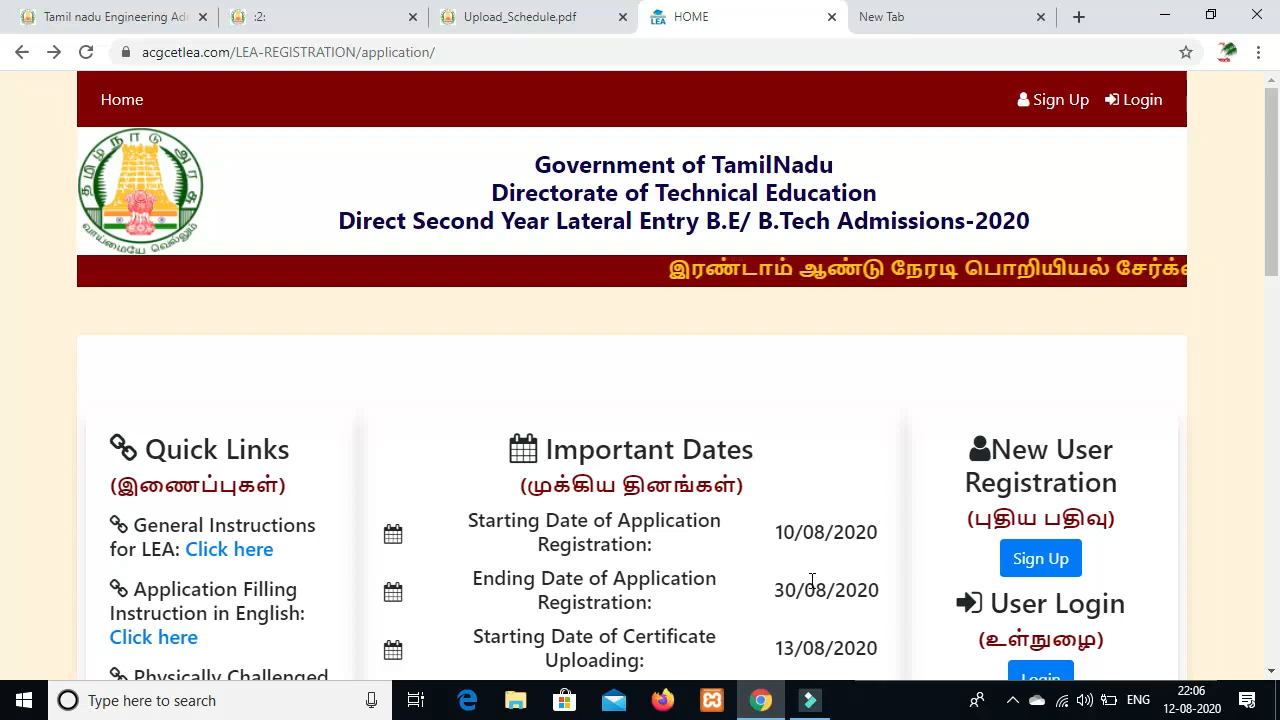 Tamil nadu Engineering Ad
:2:
Upload_Schedule.pdf
HOME
New Tab
acgcetlea.com/LEA-REGISTRATION/application/
Home
Sign Up
Login
Government of TamilNadu
Directorate of Technical Education
Direct Second Year Lateral Entry B.E/ B.Tech Admissions-2020
இரண்டாம் ஆண்டு நேரடி பொறியியல் சேர்க்க
Quick Links
(இணைப்புகள்)
General Instructions
for LEA: Click here
Application Filling
Instruction in English:
Click here
Physically Challenged
Important Dates
(முக்கிய தினங்கள்)
Starting Date of Application
Registration:
10/08/2020
Ending Date of Application
Registration:
30/08/2020
Starting Date of Certificate
Uploading:
13/08/2020
New User
Registration
(புதிய பதிவு)
Sign Up
User Login
(உள்நுழை)
Login
Type here to search
ENG
22:06
12-08-2020